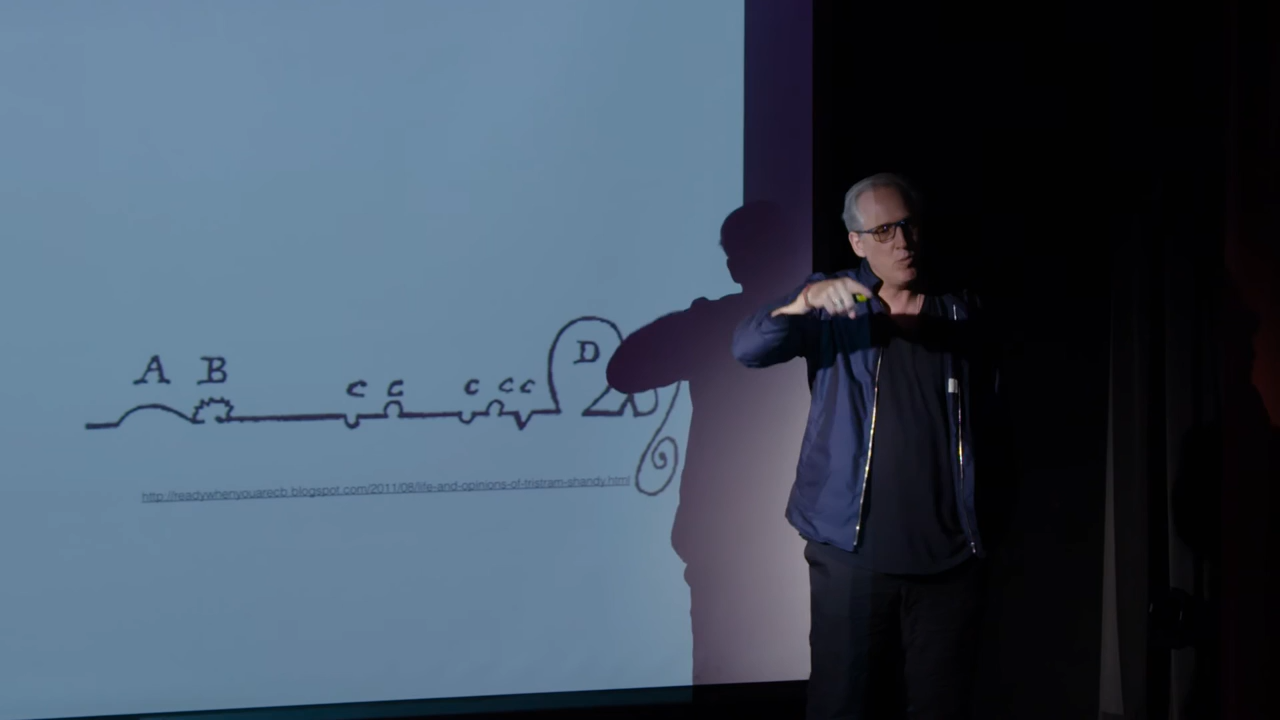 A B
c c c c c D
http://readywhenyouarecb.blogspot.com/2011/08/life-and-opinions-of-tristram-shandy.html